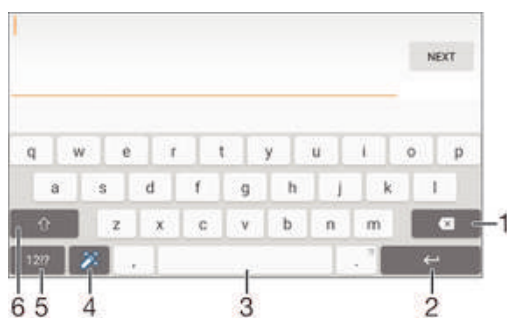 NEXT
q w e r t y u i o p
a s d f g h j k l
z x c v b n m 1
12!? , . ?
6 5 4 3 2